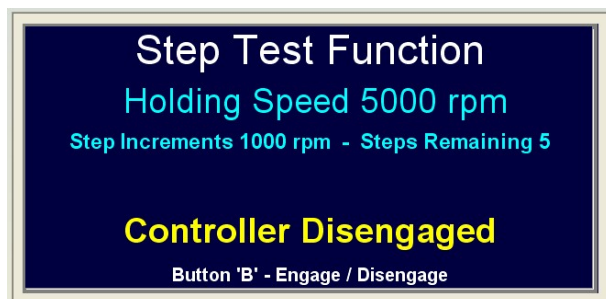 Step Test Function
Holding Speed 5000 rpm
Step Increments 1000 rpm - Steps Remaining 5
Controller Disengaged
Button 'B' - Engage / Disengage